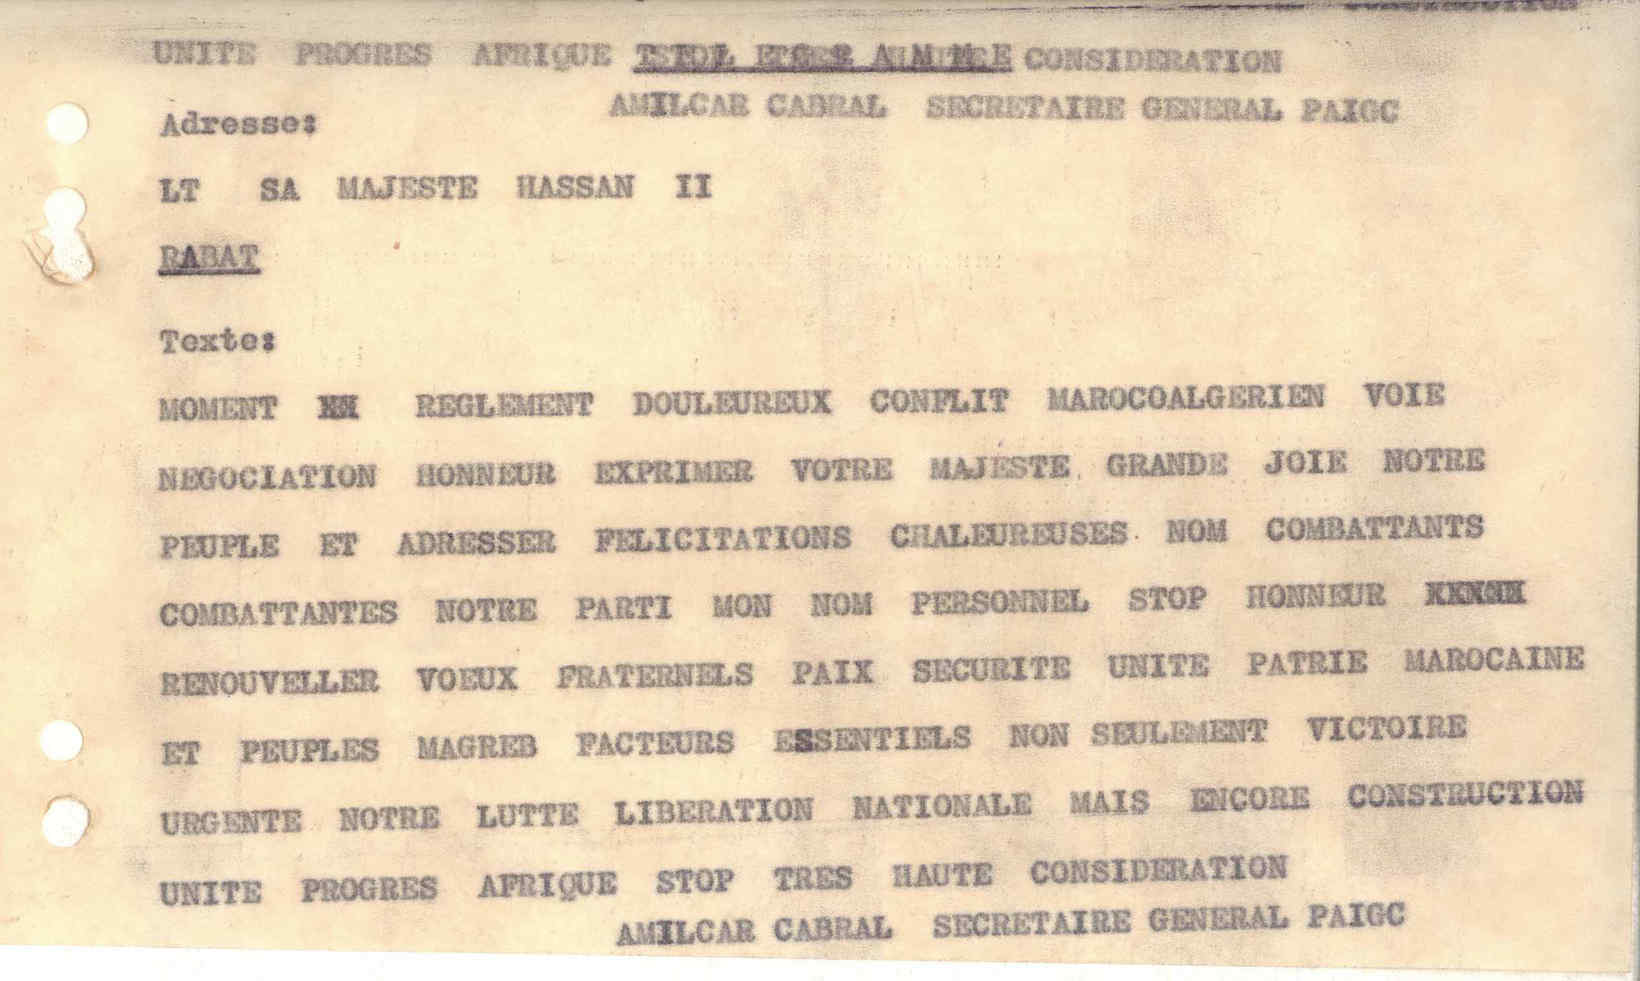 CONSTRUCTION
UNITE PROGRES AFRIQUE CONSIDERATION
AMILCAR CABRAL SECRETAIRE GENERAL PAIGC
Adresse:
LT SA MAJESTE HASSAN II
RABAT
Texte:
MOMENT XX REGLEMENT DOULEUREUX CONFLIT MAROCOALGERIEN VOIE
NEGOCIATION HONNEUR EXPRIMER VOTRE MAJESTE GRANDE JOIE NOTRE
PEUPLE ET ADRESSER FELICITATIONS CHALEUREUSES NOM COMBATTANTS
COMBATTANTES NOTRE PARTI MON NOM PERSONNEL STOP HONNEUR XXXXX
RENOUVELLER VOEUX FRATERNELS PAIX SECURITE UNITE PATRIE MAROCAINE
ET PEUPLES MAGREB FACTEURS ESSENTIELS NON SEULEMENT VICTOIRE
URGENTE NOTRE LUTTE LIBERATION NATIONALE MAIS ENCORE CONSTRUCTION
UNITE PROGRES AFRIQUE STOP TRES HAUTE CONSIDERATION
AMILCAR CABRAL SECRETAIRE GENERAL PAIGC